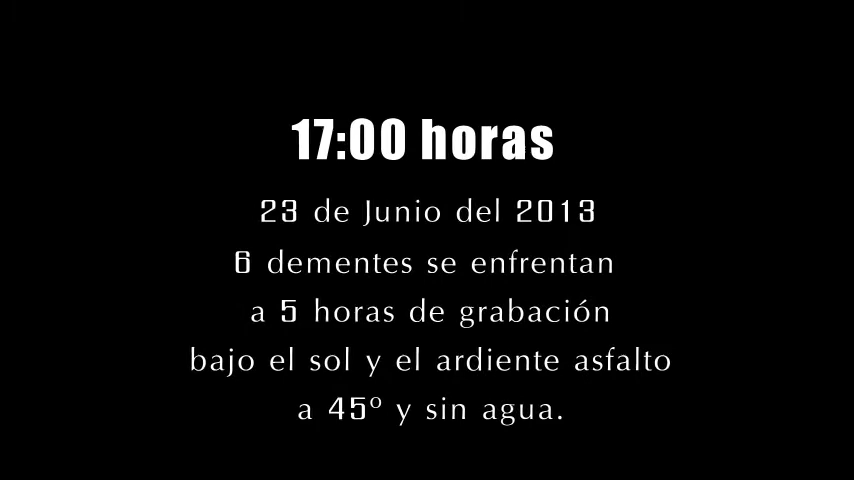 17:00 horas
23 de Junio del 2013
6 dementes se enfrentan
a 5 horas de grabación
bajo el sol y el ardiente asfalto
a 45º y sin agua.